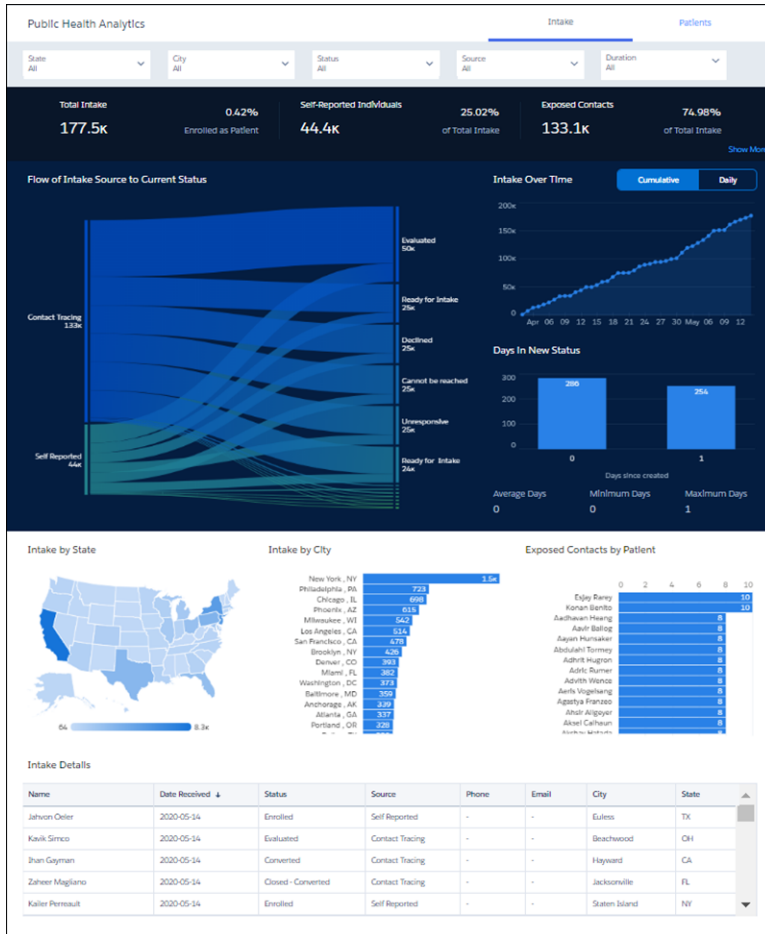 Public Health Analytics
Intake
Patients
State
All
City
All
Status
All
Source
All
Duration
All
Total Intake
177.5K
0.42%
Enrolled as Patient
Self-Reported Individuals
44.4K
25.02%
of Total Intake
Exposed Contacts
133.1K
74.98%
of Total Intake
Show More
Flow of Intake Source to Current Status
Contact Tracing
133K
Self Reported
44K
Evaluated
50K
Ready for Intake
25K
Declined
25K
Cannot be reached
25K
Unresponsive
25K
Ready for Intake
24K
Intake Over Time
Cumulative
Daily
200K
150K
100K
50K
0
Apr 06 09 12 15 18 21 24 27 30 May 06 09 12
Days In New Status
300
200
100
0
286
254
0 1
Days since created
Average Days
0
Minimum Days
0
Maximum Days
1
Intake by State
64
8.3K
Intake by City
New York , NY 1.5K
Philadelphia , PA 723
Chicago , IL 698
Phoenix , AZ 615
Milwaukee , WI 542
Los Angeles , CA 514
San Francisco , CA 478
Brooklyn , NY 426
Denver , CO 393
Miami , FL 382
Washington , DC 373
Baltimore , MD 359
Anchorage , AK 339
Atlanta , GA 337
Portland , OR 328
Exposed Contacts by Patient
0 2 4 6 8 10
Esjay Rarey 10
Konan Benito 10
Aadhavan Heang 8
Aavir Ballog 8
Aayan Hunsaker 8
Abdulahi Tormey 8
Adhrit Hugron 8
Adric Rumer 8
Advith Wence 8
Aeris Vogelsang 8
Agastya Franzeo 8
Ahsir Aligeyer 8
Aksel Calhaun 8
Intake Details
Name Date Received ↓ Status Source Phone Email City State
Jahvon Oeler 2020-05-14 Enrolled Self Reported - - Euless TX
Kavik Simco 2020-05-14 Evaluated Contact Tracing - - Beachwood OH
Jhan Gayman 2020-05-14 Converted Contact Tracing - - Hayward CA
Zaheer Magliano 2020-05-14 Closed - Converted Contact Tracing - - Jacksonville FL
Kailer Perreault 2020-05-14 Enrolled Self Reported - - Staten Island NY